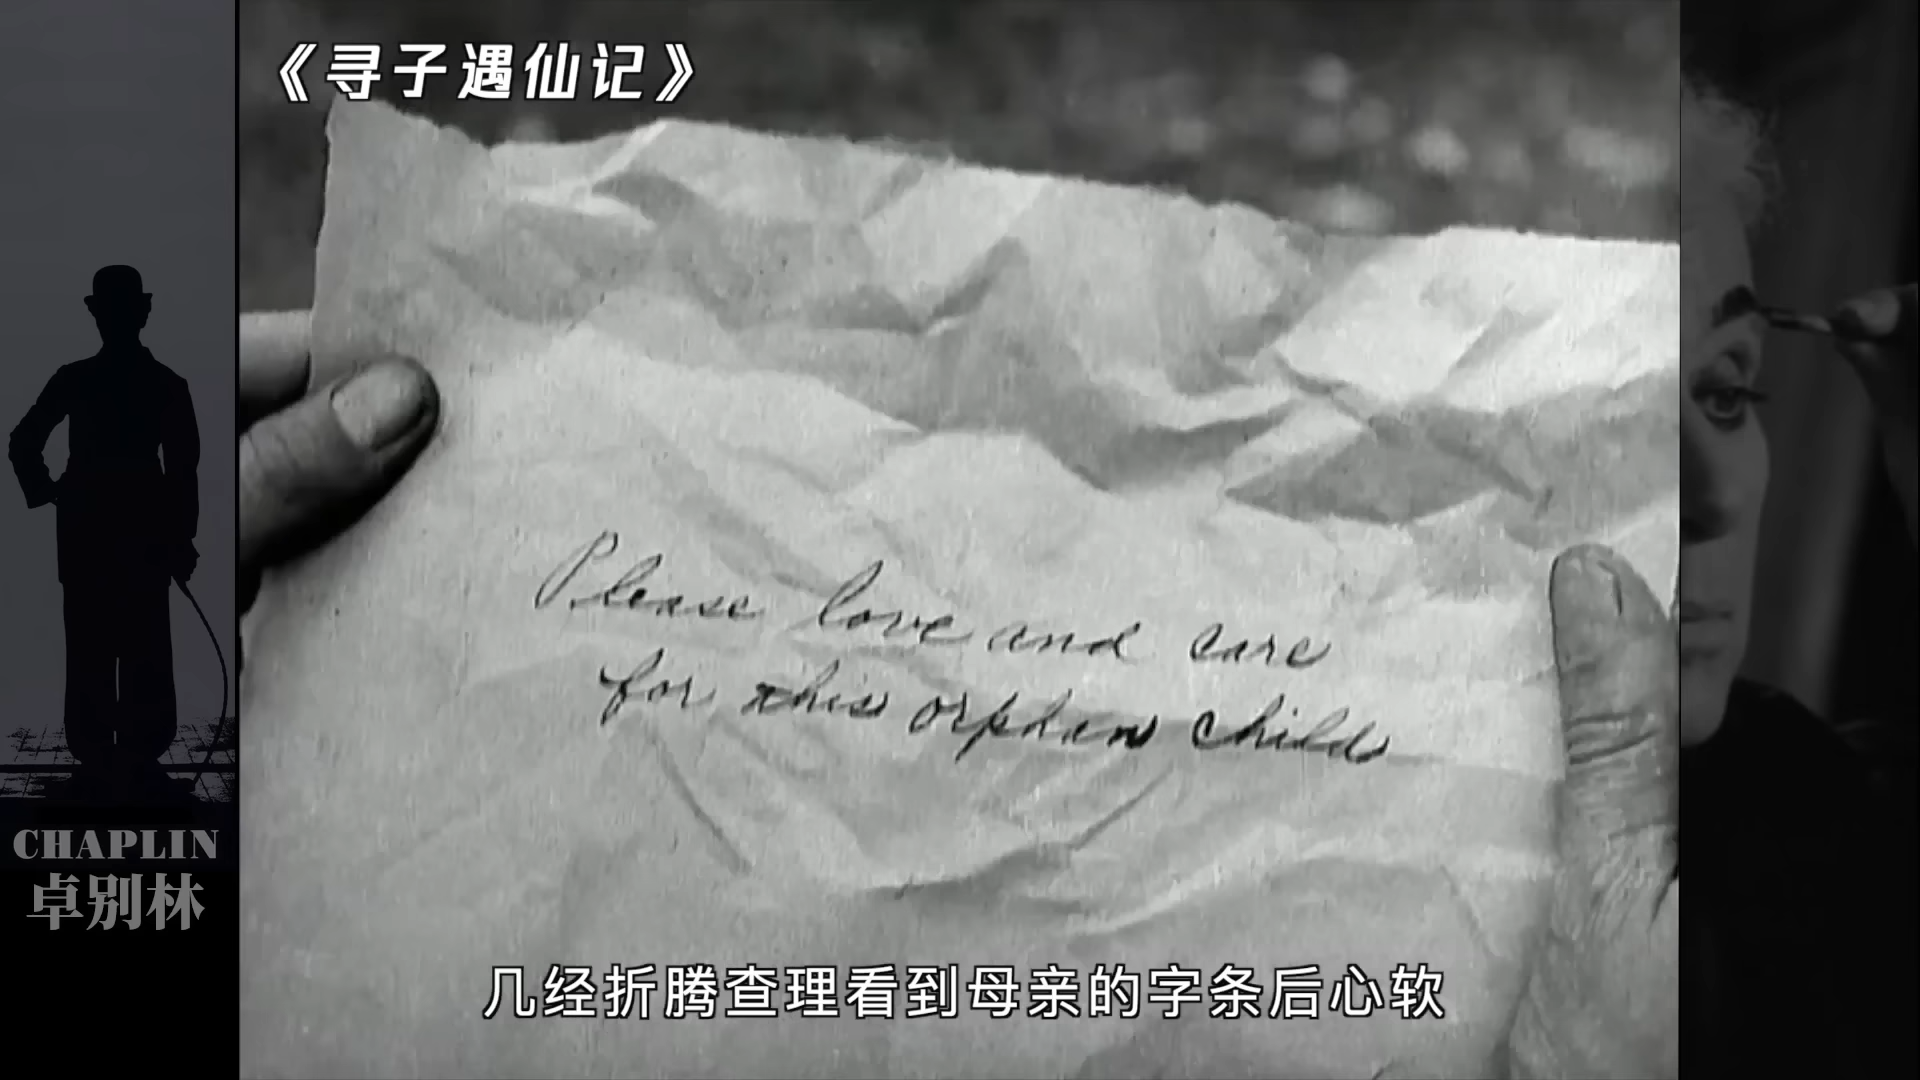 《寻子遇仙记》
Please love and care
for this orphan child
CHAPLIN
卓别林
几经折腾查理看到母亲的字条后心软